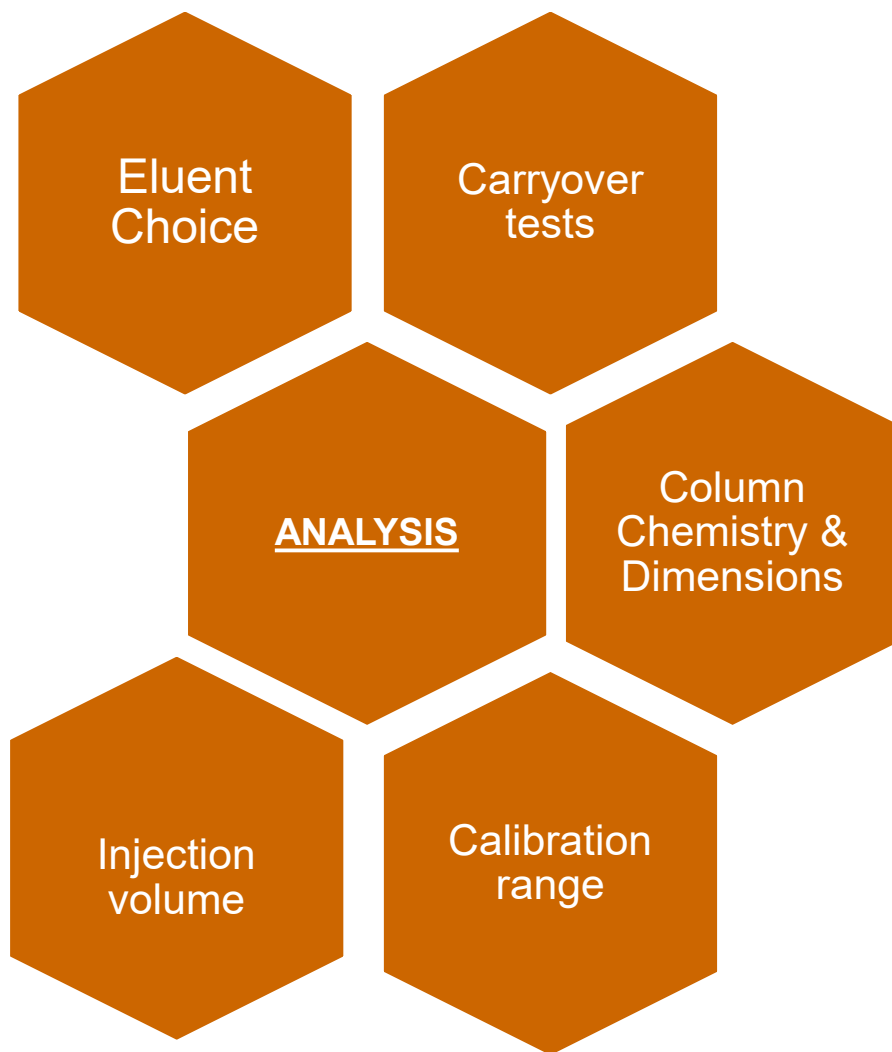 Eluent
Choice
Carryover
tests
ANALYSIS
Column
Chemistry &
Dimensions
Injection
volume
Calibration
range